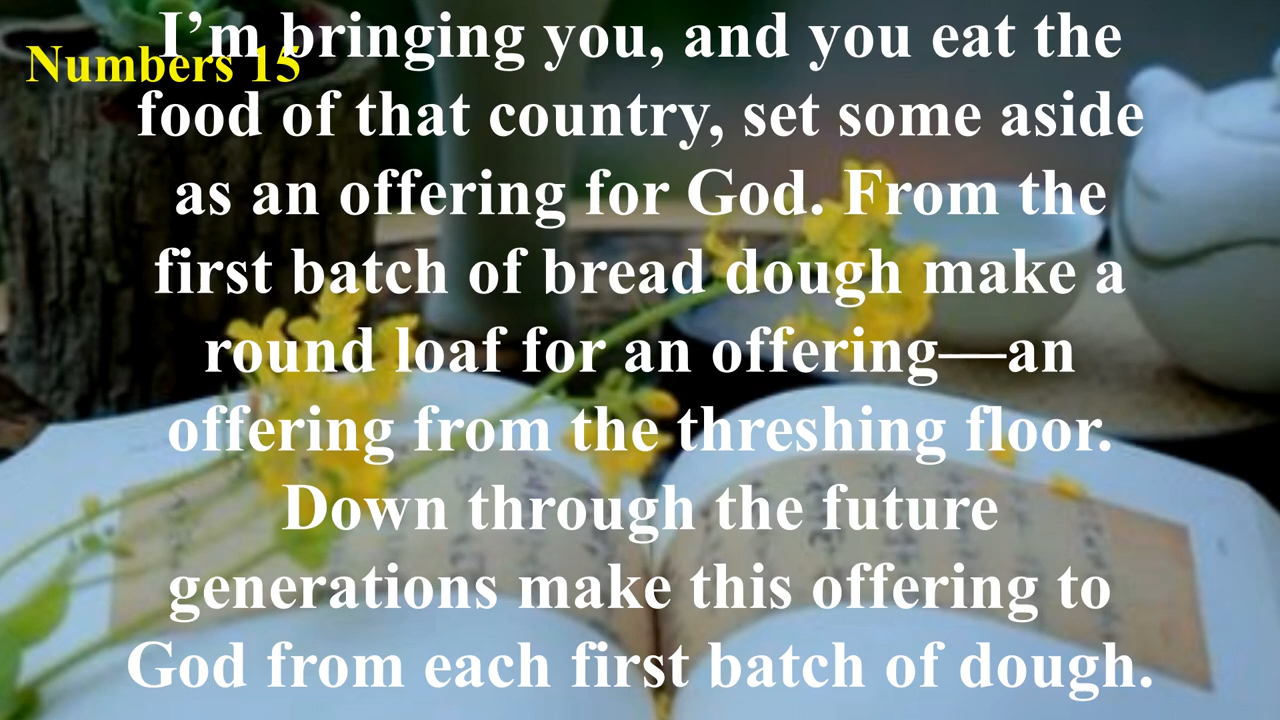 Numbers 15
I’m bringing you, and you eat the
food of that country, set some aside
as an offering for God. From the
first batch of bread dough make a
round loaf for an offering—an
offering from the threshing floor.
Down through the future
generations make this offering to
God from each first batch of dough.